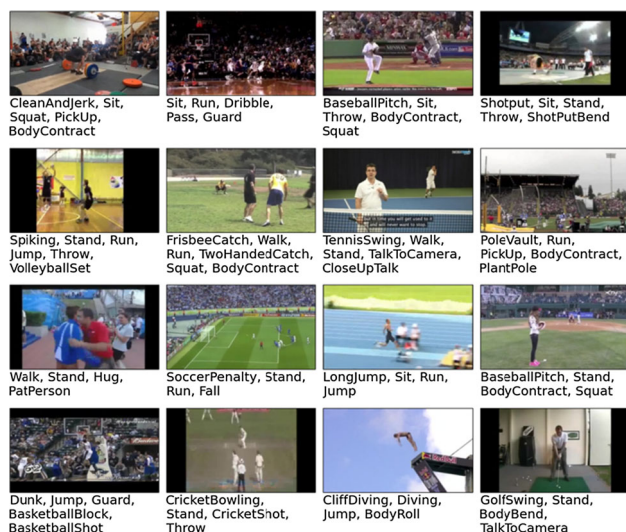 CleanAndJerk, Sit,
Squat, PickUp,
BodyContract
Sit, Run, Dribble,
Pass, Guard
BaseballPitch, Sit,
Throw, BodyContract,
Squat
Shotput, Sit, Stand,
Throw, ShotPutBend
Spiking, Stand, Run,
Jump, Throw,
VolleyballSet
FrisbeeCatch, Walk,
Run, TwoHandedCatch,
Squat, BodyContract
TennisSwing, Walk,
Stand, TalkToCamera,
CloseUpTalk
PoleVault, Run,
PickUp, BodyContract,
PlantPole
Walk, Stand, Hug,
PatPerson
SoccerPenalty, Stand,
Run, Fall
LongJump, Sit, Run,
Jump
BaseballPitch, Stand,
BodyContract, Squat
Dunk, Jump, Guard,
BasketballBlock,
BasketballShot
CricketBowling,
Stand, CricketShot,
Throw
CliffDiving, Diving,
Jump, BodyRoll
GolfSwing, Stand,
BodyBend,
TalkToCamera